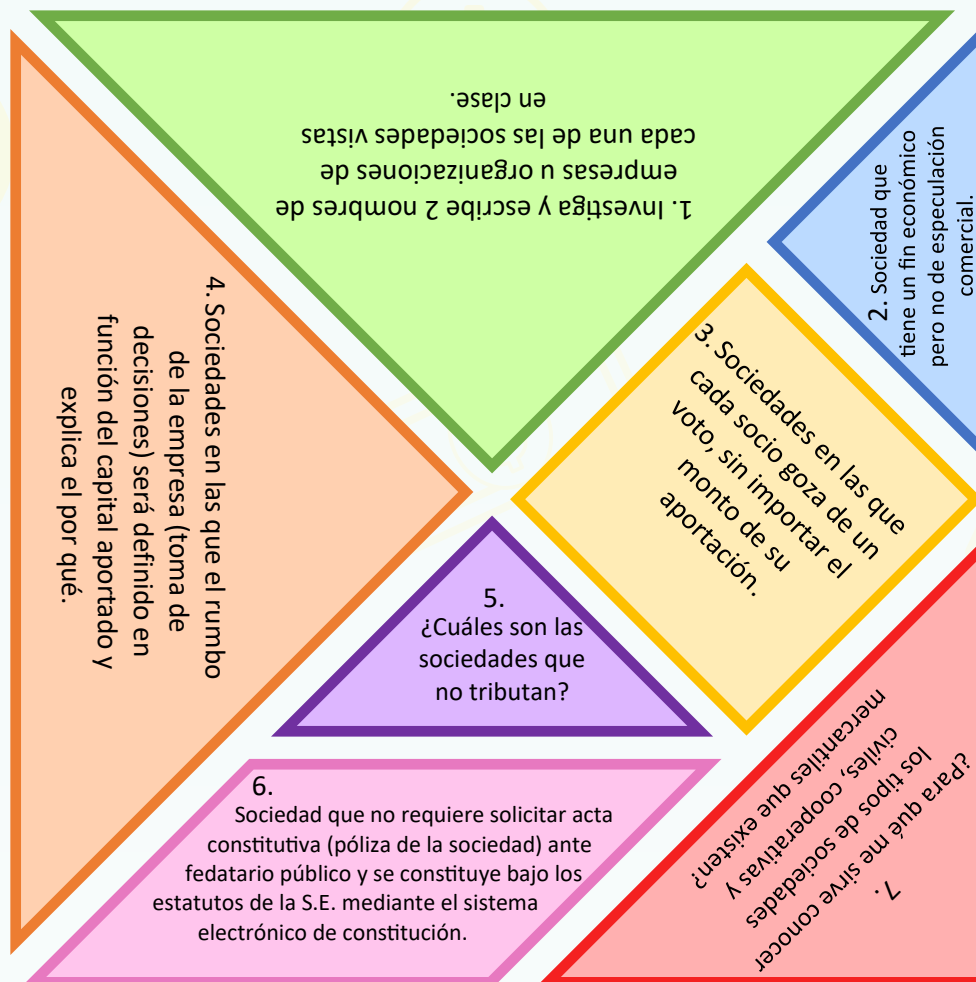 1. Investiga y escribe 2 nombres de
empresas u organizaciones de
cada una de las sociedades vistas
en clase.
2. Sociedad que
tiene un fin económico
pero no de especulación
comercial.
3. Sociedades en las que
cada socio goza de un
voto, sin importar el
monto de su
aportación.
4. Sociedades en las que el rumbo
de la empresa (toma de
decisiones) será definido en
función del capital aportado y
explica el por qué.
5.
¿Cuáles son las
sociedades que
no tributan?
6.
Sociedad que no requiere solicitar acta
constitutiva (póliza de la sociedad) ante
fedatario público y se constituye bajo los
estatutos de la S.E. mediante el sistema
electrónico de constitución.
7.
¿Para qué me sirve conocer
los tipos de sociedades
civiles, cooperativas y
mercantiles que existen?